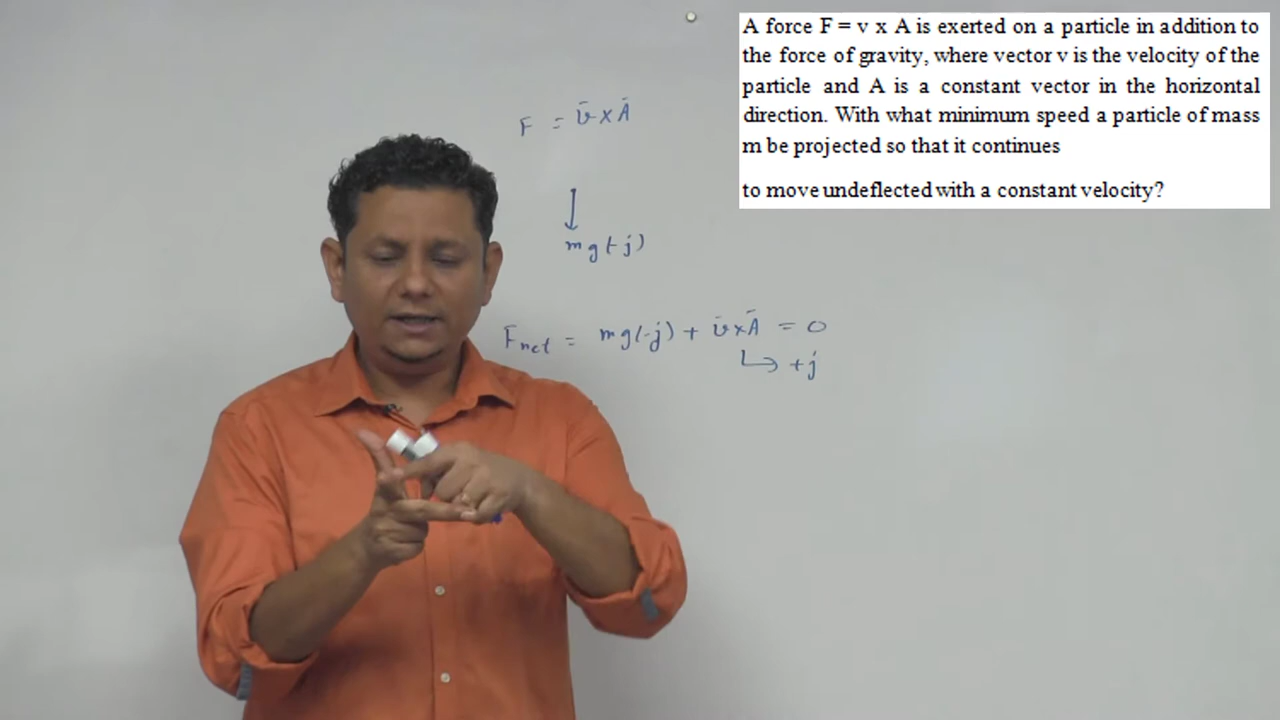 A force F = v x A is exerted on a particle in addition to
the force of gravity, where vector v is the velocity of the
particle and A is a constant vector in the horizontal
direction. With what minimum speed a particle of mass
m be projected so that it continues
to move undeflected with a constant velocity?
F = v̄ x Ā
↓
mg(-j)
Fnet = mg(-j) + v̄ x Ā = 0
↳ +j